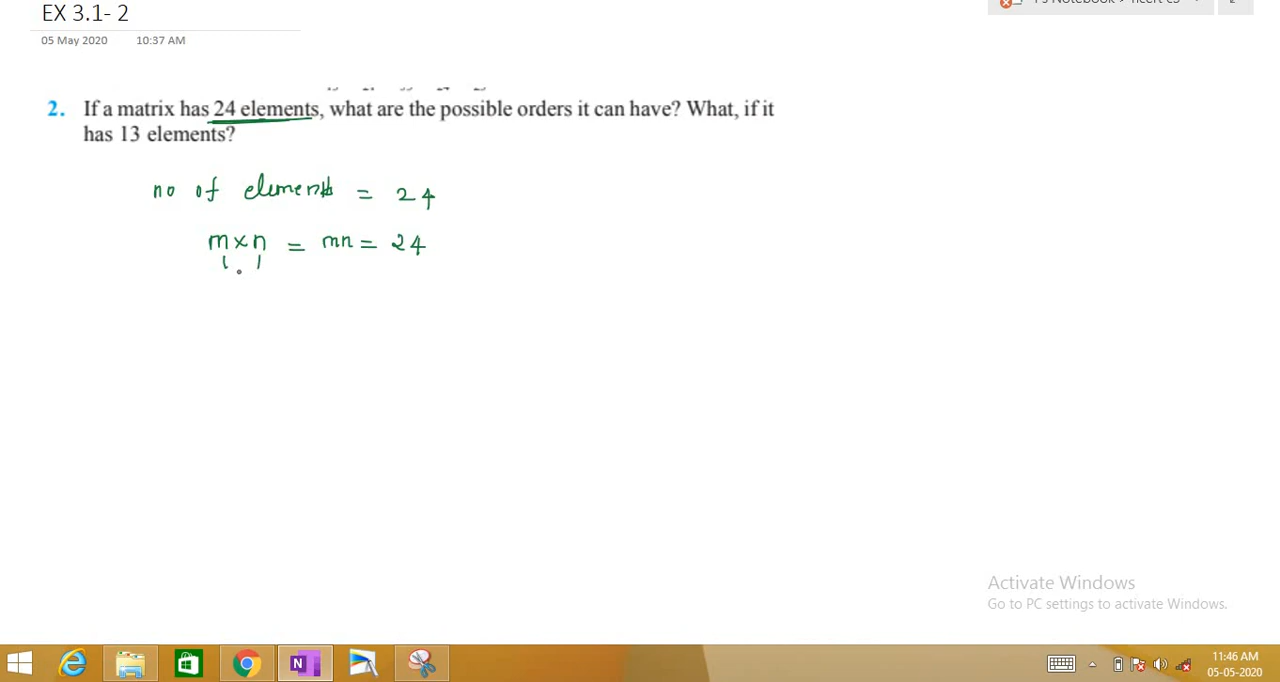 EX 3.1- 2
05 May 2020 10:37 AM
2. If a matrix has 24 elements, what are the possible orders it can have? What, if it
has 13 elements?
no of elements = 24
m×n = mn = 24
Activate Windows
Go to PC settings to activate Windows.
11:46 AM
05-05-2020